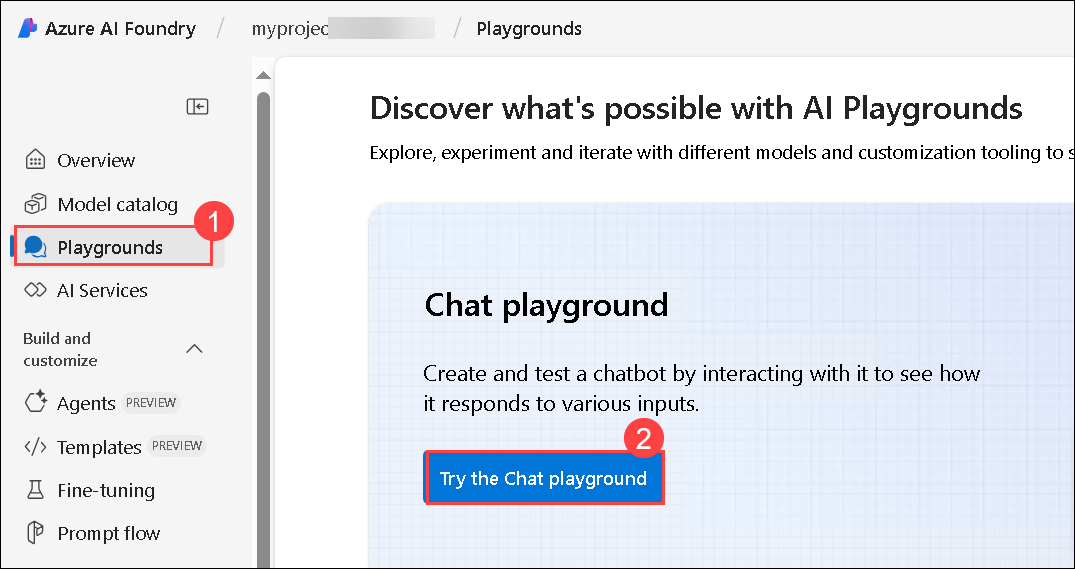 Azure AI Foundry / myprojec / Playgrounds
Overview
Model catalog
1
Playgrounds
AI Services
Build and
customize
Agents PREVIEW
Templates PREVIEW
Fine-tuning
Prompt flow
Discover what's possible with AI Playgrounds
Explore, experiment and iterate with different models and customization tooling to s
Chat playground
Create and test a chatbot by interacting with it to see how
it responds to various inputs.
2
Try the Chat playground